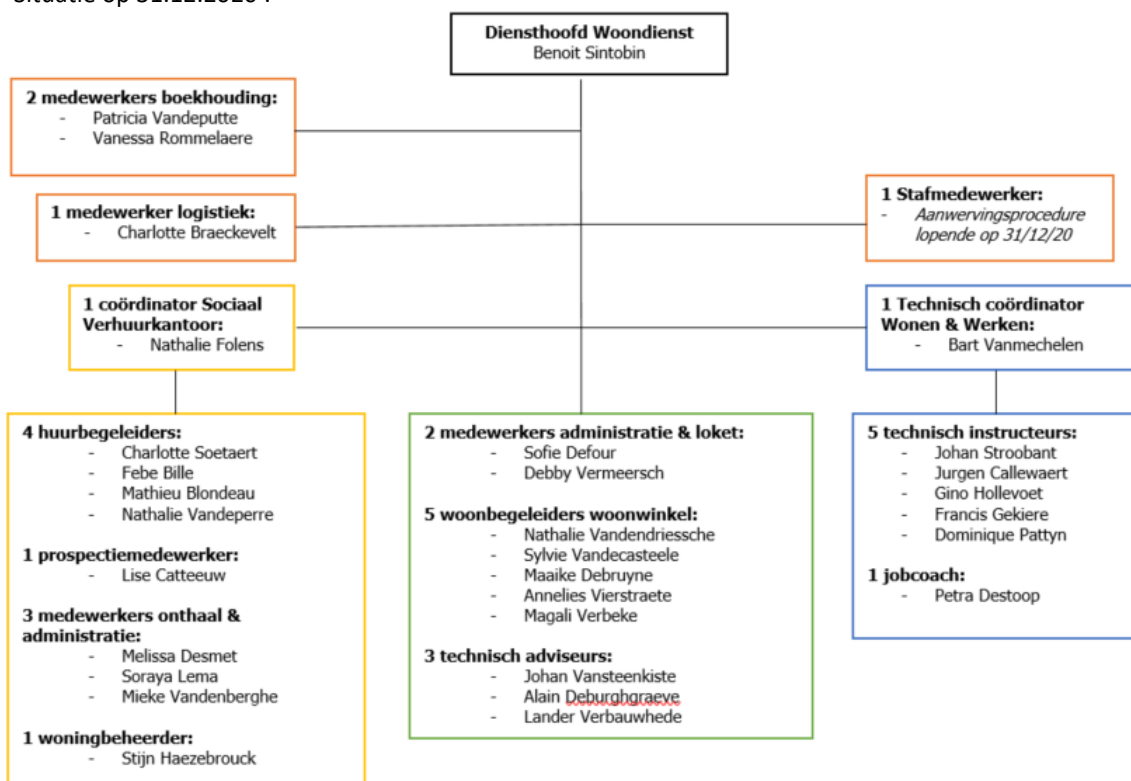 Situatie op 31.12.2020 :
Diensthoofd Woondienst
Benoit Sintobin
2 medewerkers boekhouding:
- Patricia Vandeputte
- Vanessa Rommelaere
1 medewerker logistiek:
- Charlotte Braeckevelt
1 Stafmedewerker:
- Aanwervingsprocedure
lopende op 31/12/20
1 coördinator Sociaal
Verhuurkantoor:
- Nathalie Folens
1 Technisch coördinator
Wonen & Werken:
- Bart Vanmechelen
4 huurbegeleiders:
- Charlotte Soetaert
- Febe Bille
- Mathieu Blondeau
- Nathalie Vandeperre
1 prospectiemedewerker:
- Lise Catteeuw
3 medewerkers onthaal &
administratie:
- Melissa Desmet
- Soraya Lema
- Mieke Vandenberghe
1 woningbeheerder:
- Stijn Haezebrouck
2 medewerkers administratie & loket:
- Sofie Defour
- Debby Vermeersch
5 woonbegeleiders woonwinkel:
- Nathalie Vandendriessche
- Sylvie Vandecasteele
- Maaike Debruyne
- Annelies Vierstraete
- Magali Verbeke
3 technisch adviseurs:
- Johan Vansteenkiste
- Alain Deburghgraeve
- Lander Verbauwhede
5 technisch instructeurs:
- Johan Stroobant
- Jurgen Callewaert
- Gino Hollevoet
- Francis Gekiere
- Dominique Pattyn
1 jobcoach:
- Petra Destoop